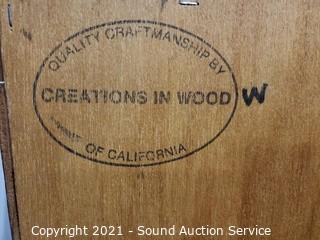 QUALITY CRAFTMANSHIP BY
CREATIONS IN WOOD W
OF CALIFORNIA
Copyright 2021 - Sound Auction Service